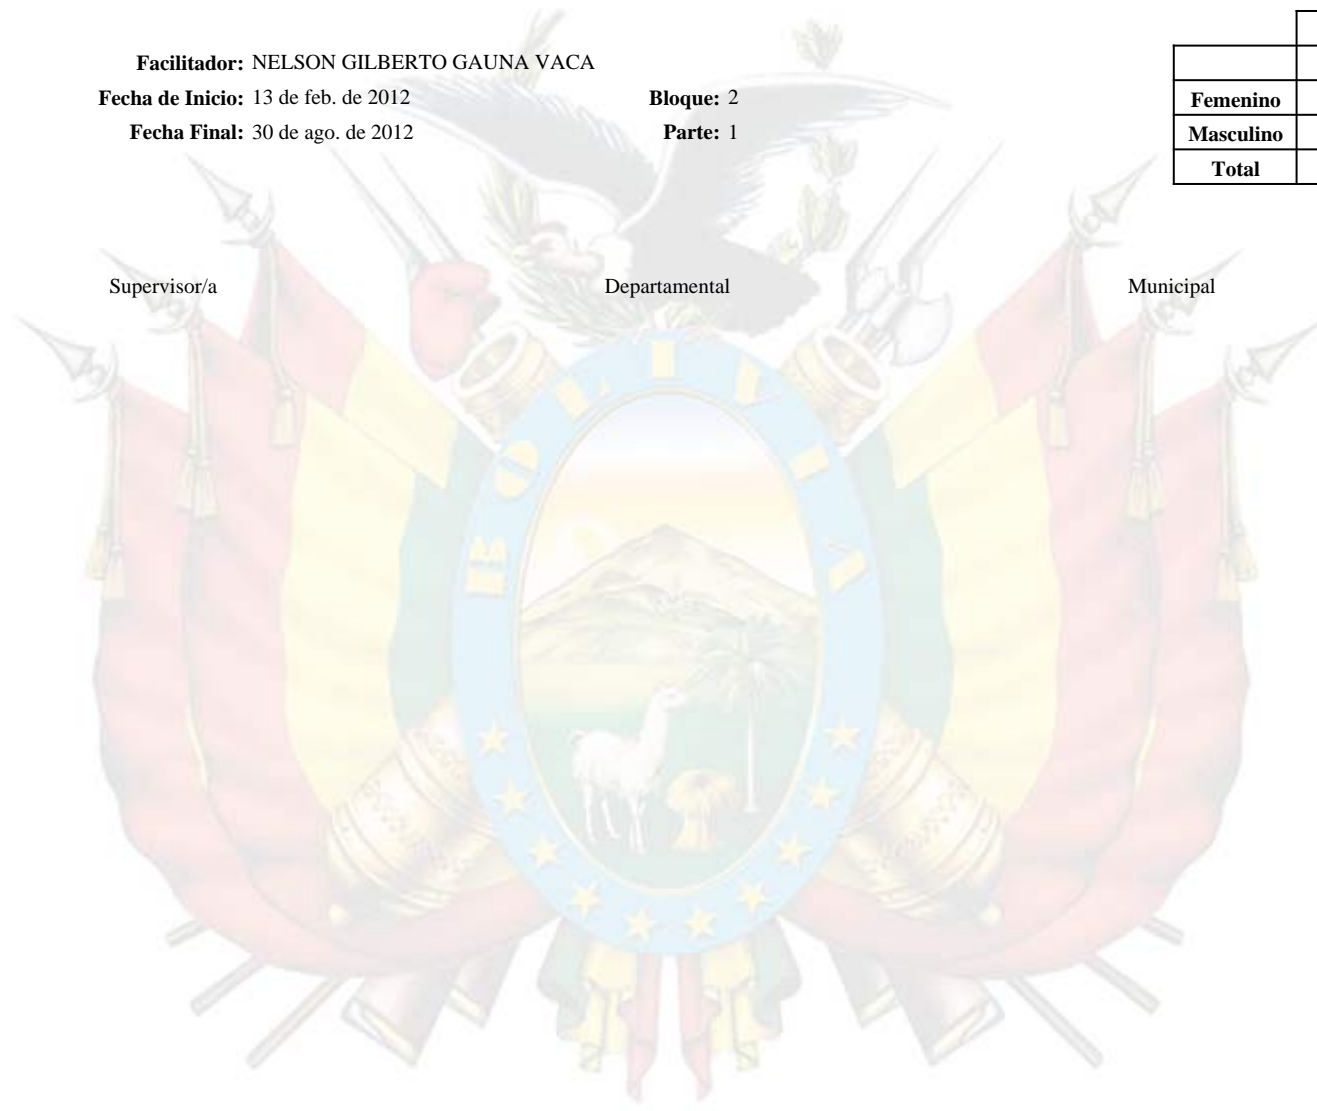 Facilitador: NELSON GILBERTO GAUNA VACA
Fecha de Inicio: 13 de feb. de 2012 Bloque: 2
Femenino
Fecha Final: 30 de ago. de 2012 Parte: 1
Masculino
Total
Supervisor/a Departamental Municipal
BOLIVIA